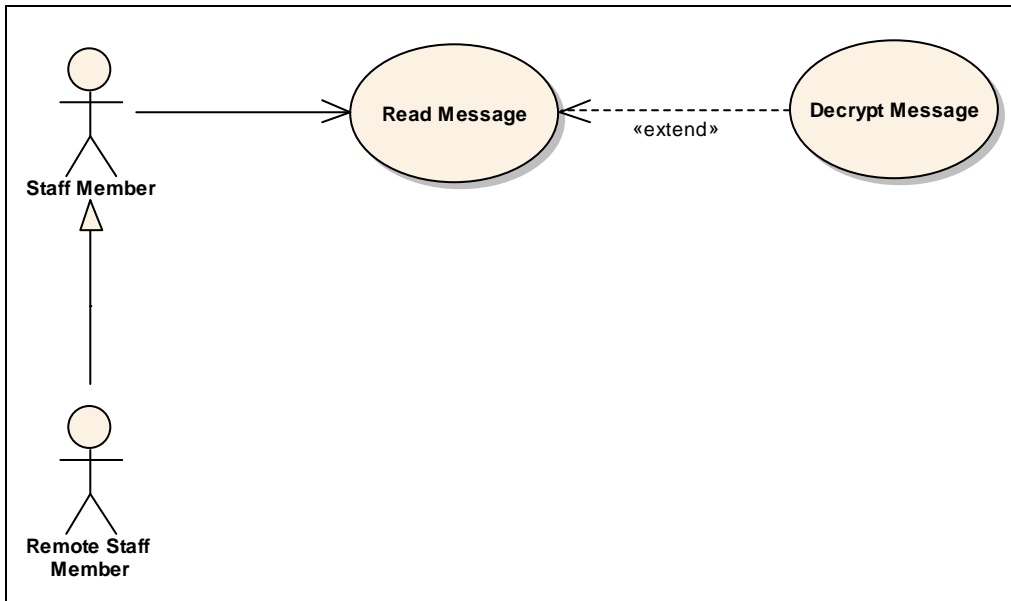 Read Message
Decrypt Message
«extend»
Staff Member
Remote Staff
Member